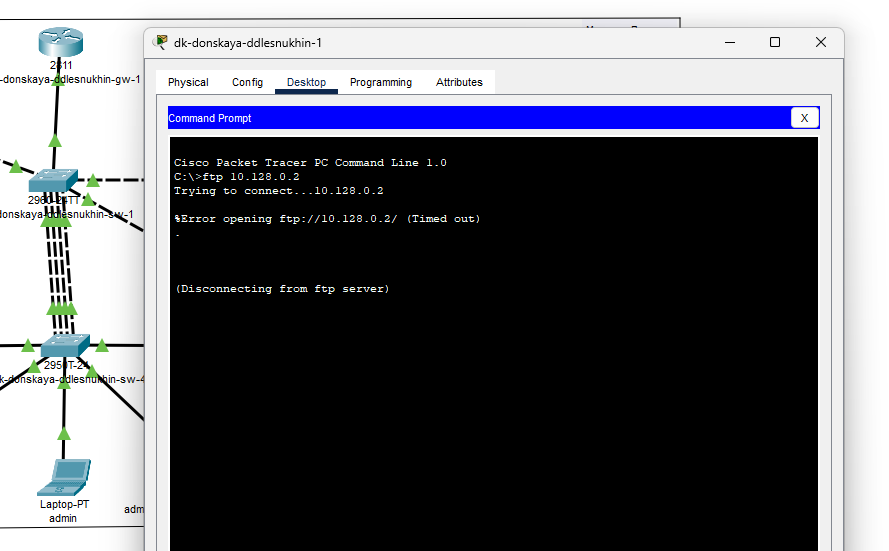 dk-donskaya-ddlesnukhin-1
Physical Config Desktop Programming Attributes
Command Prompt
X
Cisco Packet Tracer PC Command Line 1.0
C:\>ftp 10.128.0.2
Trying to connect...10.128.0.2
%Error opening ftp://10.128.0.2/ (Timed out)
.
(Disconnecting from ftp server)
2811
-donskaya-ddlesnukhin-gw-1
2960-24TT
donskaya-ddlesnukhin-sw-1
2950T-24
k-donskaya-ddlesnukhin-sw-4
Laptop-PT
admin
adm